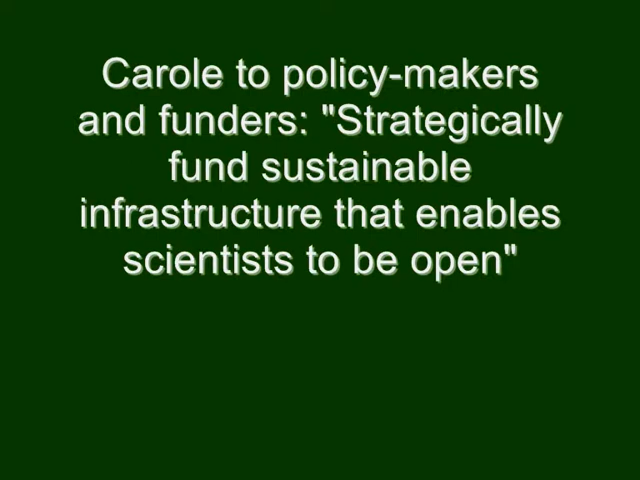 Carole to policy-makers
and funders: "Strategically
fund sustainable
infrastructure that enables
scientists to be open"